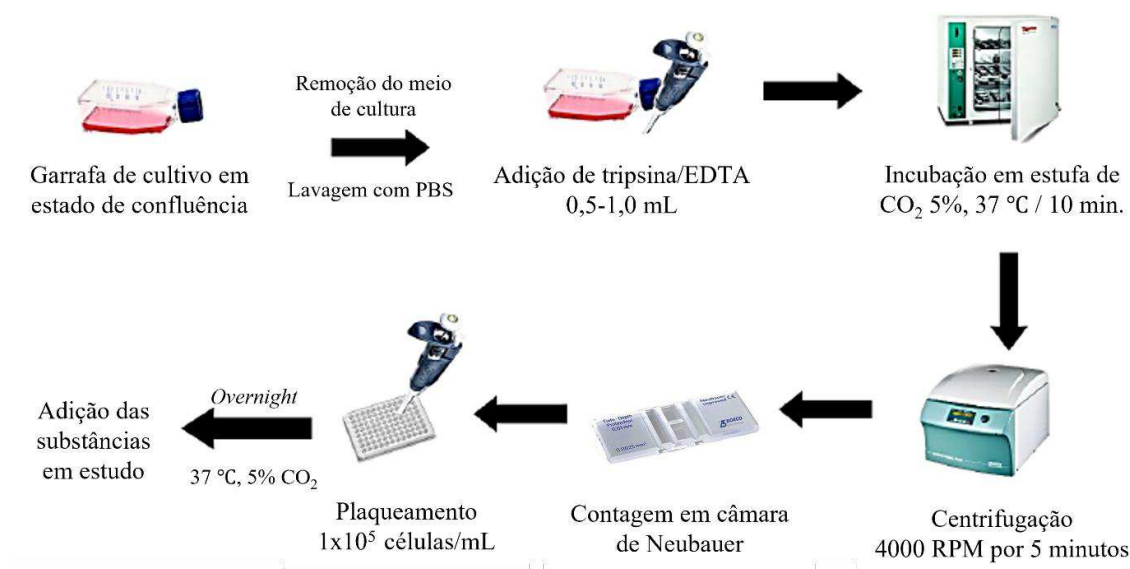 Garrafa de cultivo em
estado de confluência
Remoção do meio
de cultura
Lavagem com PBS
Adição de tripsina/EDTA
0,5-1,0 mL
Incubação em estufa de
CO₂ 5%, 37 °C / 10 min.
Centrifugação
4000 RPM por 5 minutos
Contagem em câmara
de Neubauer
Plaqueamento
1x10⁵ células/mL
Overnight
37 °C, 5% CO₂
Adição das
substâncias
em estudo